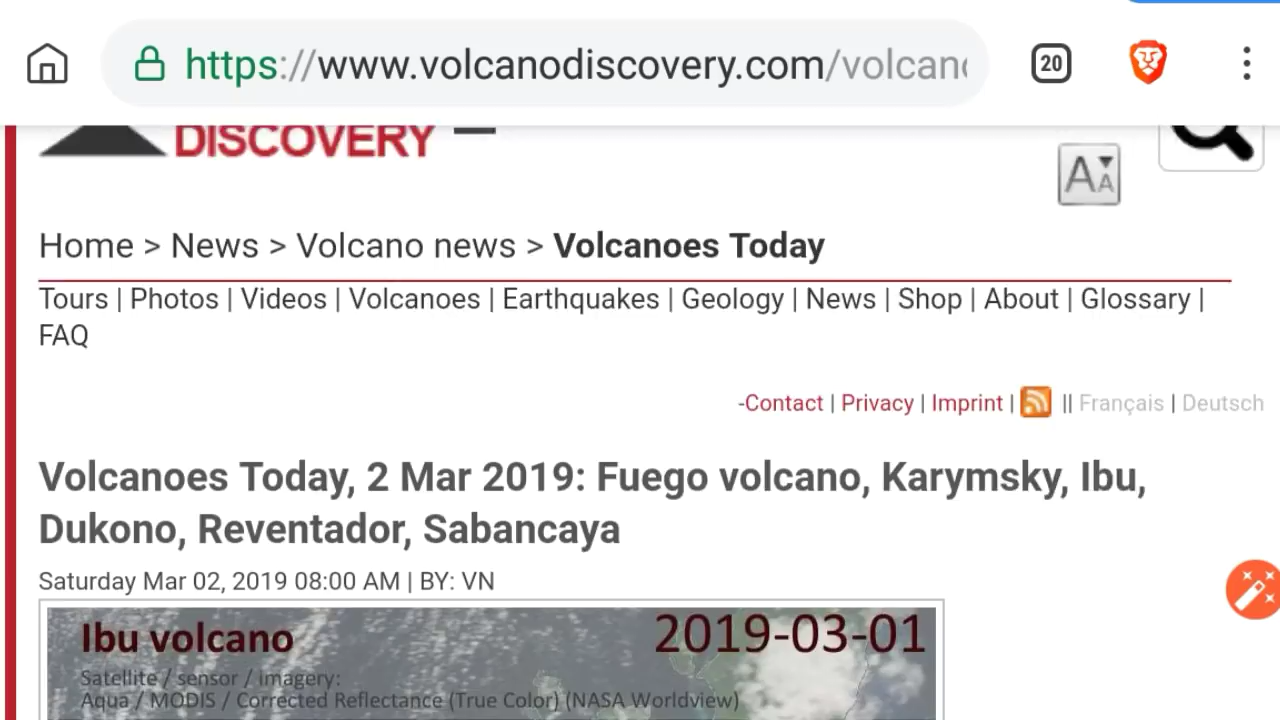 https://www.volcanodiscovery.com/volcan
20
DISCOVERY
AA
Home > News > Volcano news > Volcanoes Today
Tours | Photos | Videos | Volcanoes | Earthquakes | Geology | News | Shop | About | Glossary |
FAQ
-Contact | Privacy | Imprint | || Français | Deutsch
Volcanoes Today, 2 Mar 2019: Fuego volcano, Karymsky, Ibu,
Dukono, Reventador, Sabancaya
Saturday Mar 02, 2019 08:00 AM | BY: VN
Ibu volcano 2019-03-01
Satellite / sensor / imagery:
Aqua / MODIS / Corrected Reflectance (True Color) (NASA Worldview)